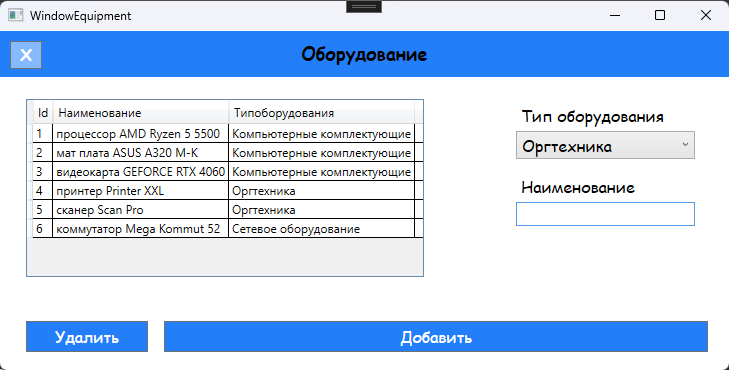 WindowEquipment
X
Оборудование
Id Наименование Типоборудования
1 процессор AMD Ryzen 5 5500 Компьютерные комплектующие
2 мат плата ASUS A320 M-K Компьютерные комплектующие
3 видеокарта GEFORCE RTX 4060 Компьютерные комплектующие
4 принтер Printer XXL Оргтехника
5 сканер Scan Pro Оргтехника
6 коммутатор Mega Kommut 52 Сетевое оборудование
Тип оборудования
Оргтехника
Наименование
Удалить
Добавить